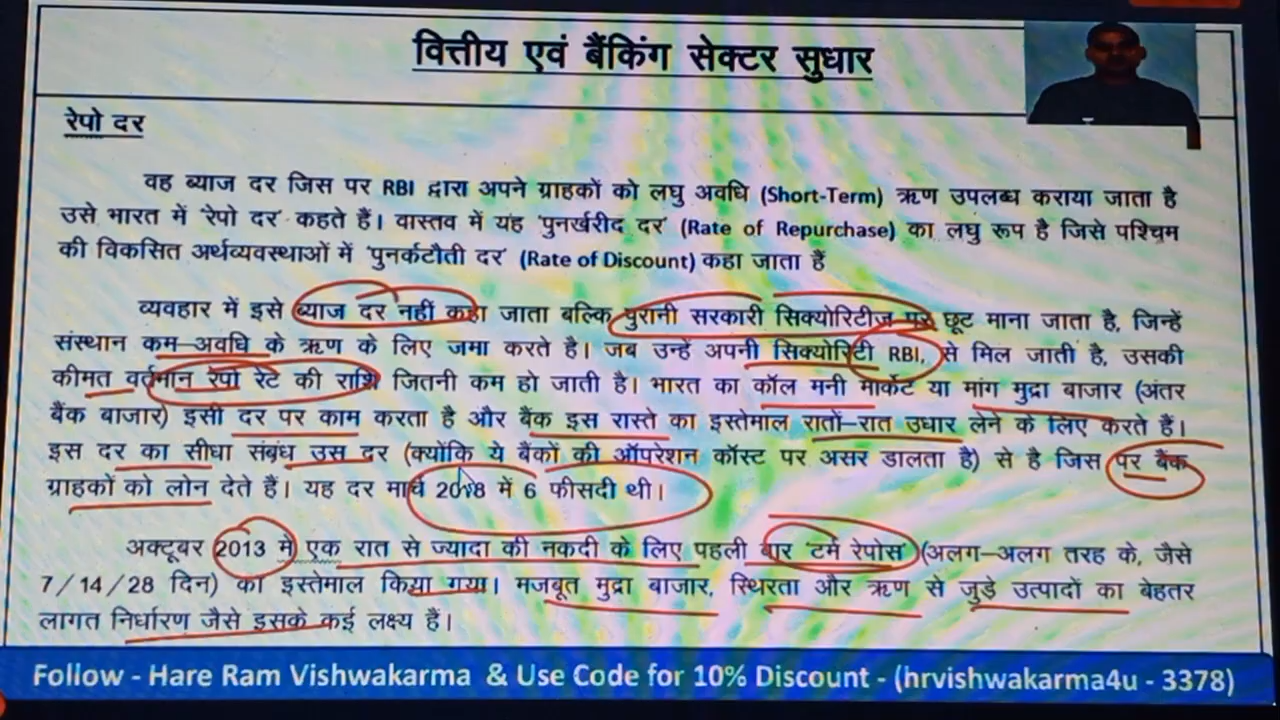 वित्तीय एवं बैंकिंग सेक्टर सुधार
रेपो दर
वह ब्याज दर जिस पर RBI द्वारा अपने ग्राहकों को लघु अवधि (Short-Term) ऋण उपलब्ध कराया जाता है
उसे भारत में 'रेपो दर' कहते हैं। वास्तव में यह 'पुनर्खरीद दर' (Rate of Repurchase) का लघु रूप है जिसे पश्चिम
की विकसित अर्थव्यवस्थाओं में 'पुनर्कटौती दर' (Rate of Discount) कहा जाता हैं
व्यवहार में इसे ब्याज दर नहीं कहा जाता बल्कि पुरानी सरकारी सिक्योरिटीज पर छूट माना जाता है, जिन्हें
संस्थान कम–अवधि के ऋण के लिए जमा करते है। जब उन्हें अपनी सिक्योरिटी RBI, से मिल जाती है, उसकी
कीमत वर्तमान रेपो रेट की राशि जितनी कम हो जाती है। भारत का कॉल मनी मार्केट या मांग मुद्रा बाजार (अंतर
बैंक बाजार) इसी दर पर काम करता है और बैंक इस रास्ते का इस्तेमाल रातों–रात उधार लेने के लिए करते हैं।
इस दर का सीधा संबंध उस दर (क्योंकि ये बैंकों की ऑपरेशन कॉस्ट पर असर डालता है) से है जिस पर बैंक
ग्राहकों को लोन देते हैं। यह दर मार्च 2018 में 6 फीसदी थी।
अक्टूबर 2013 में एक रात से ज्यादा की नकदी के लिए पहली बार 'टर्म रेपोस' (अलग–अलग तरह के, जैसे
7/14/28 दिन) का इस्तेमाल किया गया। मजबूत मुद्रा बाजार, स्थिरता और ऋण से जुड़े उत्पादों का बेहतर
लागत निर्धारण जैसे इसके कई लक्ष्य हैं।
Follow - Hare Ram Vishwakarma & Use Code for 10% Discount - (hrvishwakarma4u - 3378)